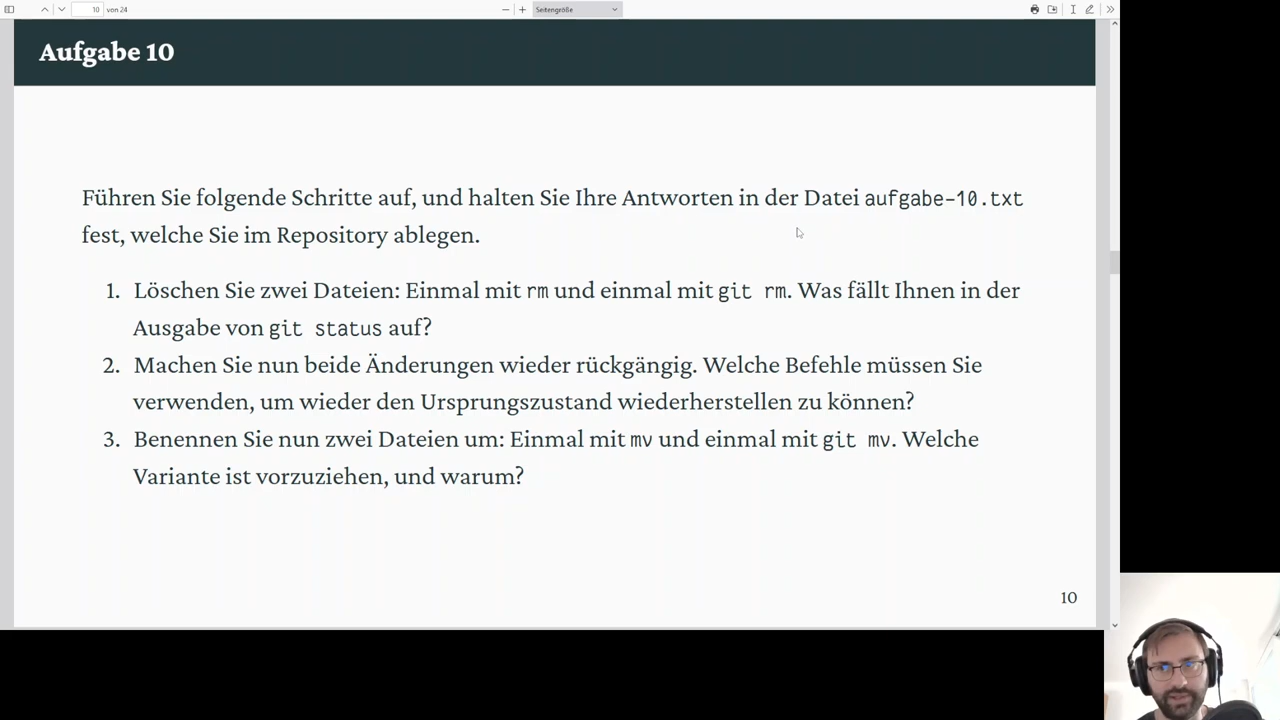 10 von 24
Seitengröße
Aufgabe 10
Führen Sie folgende Schritte auf, und halten Sie Ihre Antworten in der Datei aufgabe-10.txt
fest, welche Sie im Repository ablegen.
1. Löschen Sie zwei Dateien: Einmal mit rm und einmal mit git rm. Was fällt Ihnen in der
Ausgabe von git status auf?
2. Machen Sie nun beide Änderungen wieder rückgängig. Welche Befehle müssen Sie
verwenden, um wieder den Ursprungszustand wiederherstellen zu können?
3. Benennen Sie nun zwei Dateien um: Einmal mit mv und einmal mit git mv. Welche
Variante ist vorzuziehen, und warum?
10